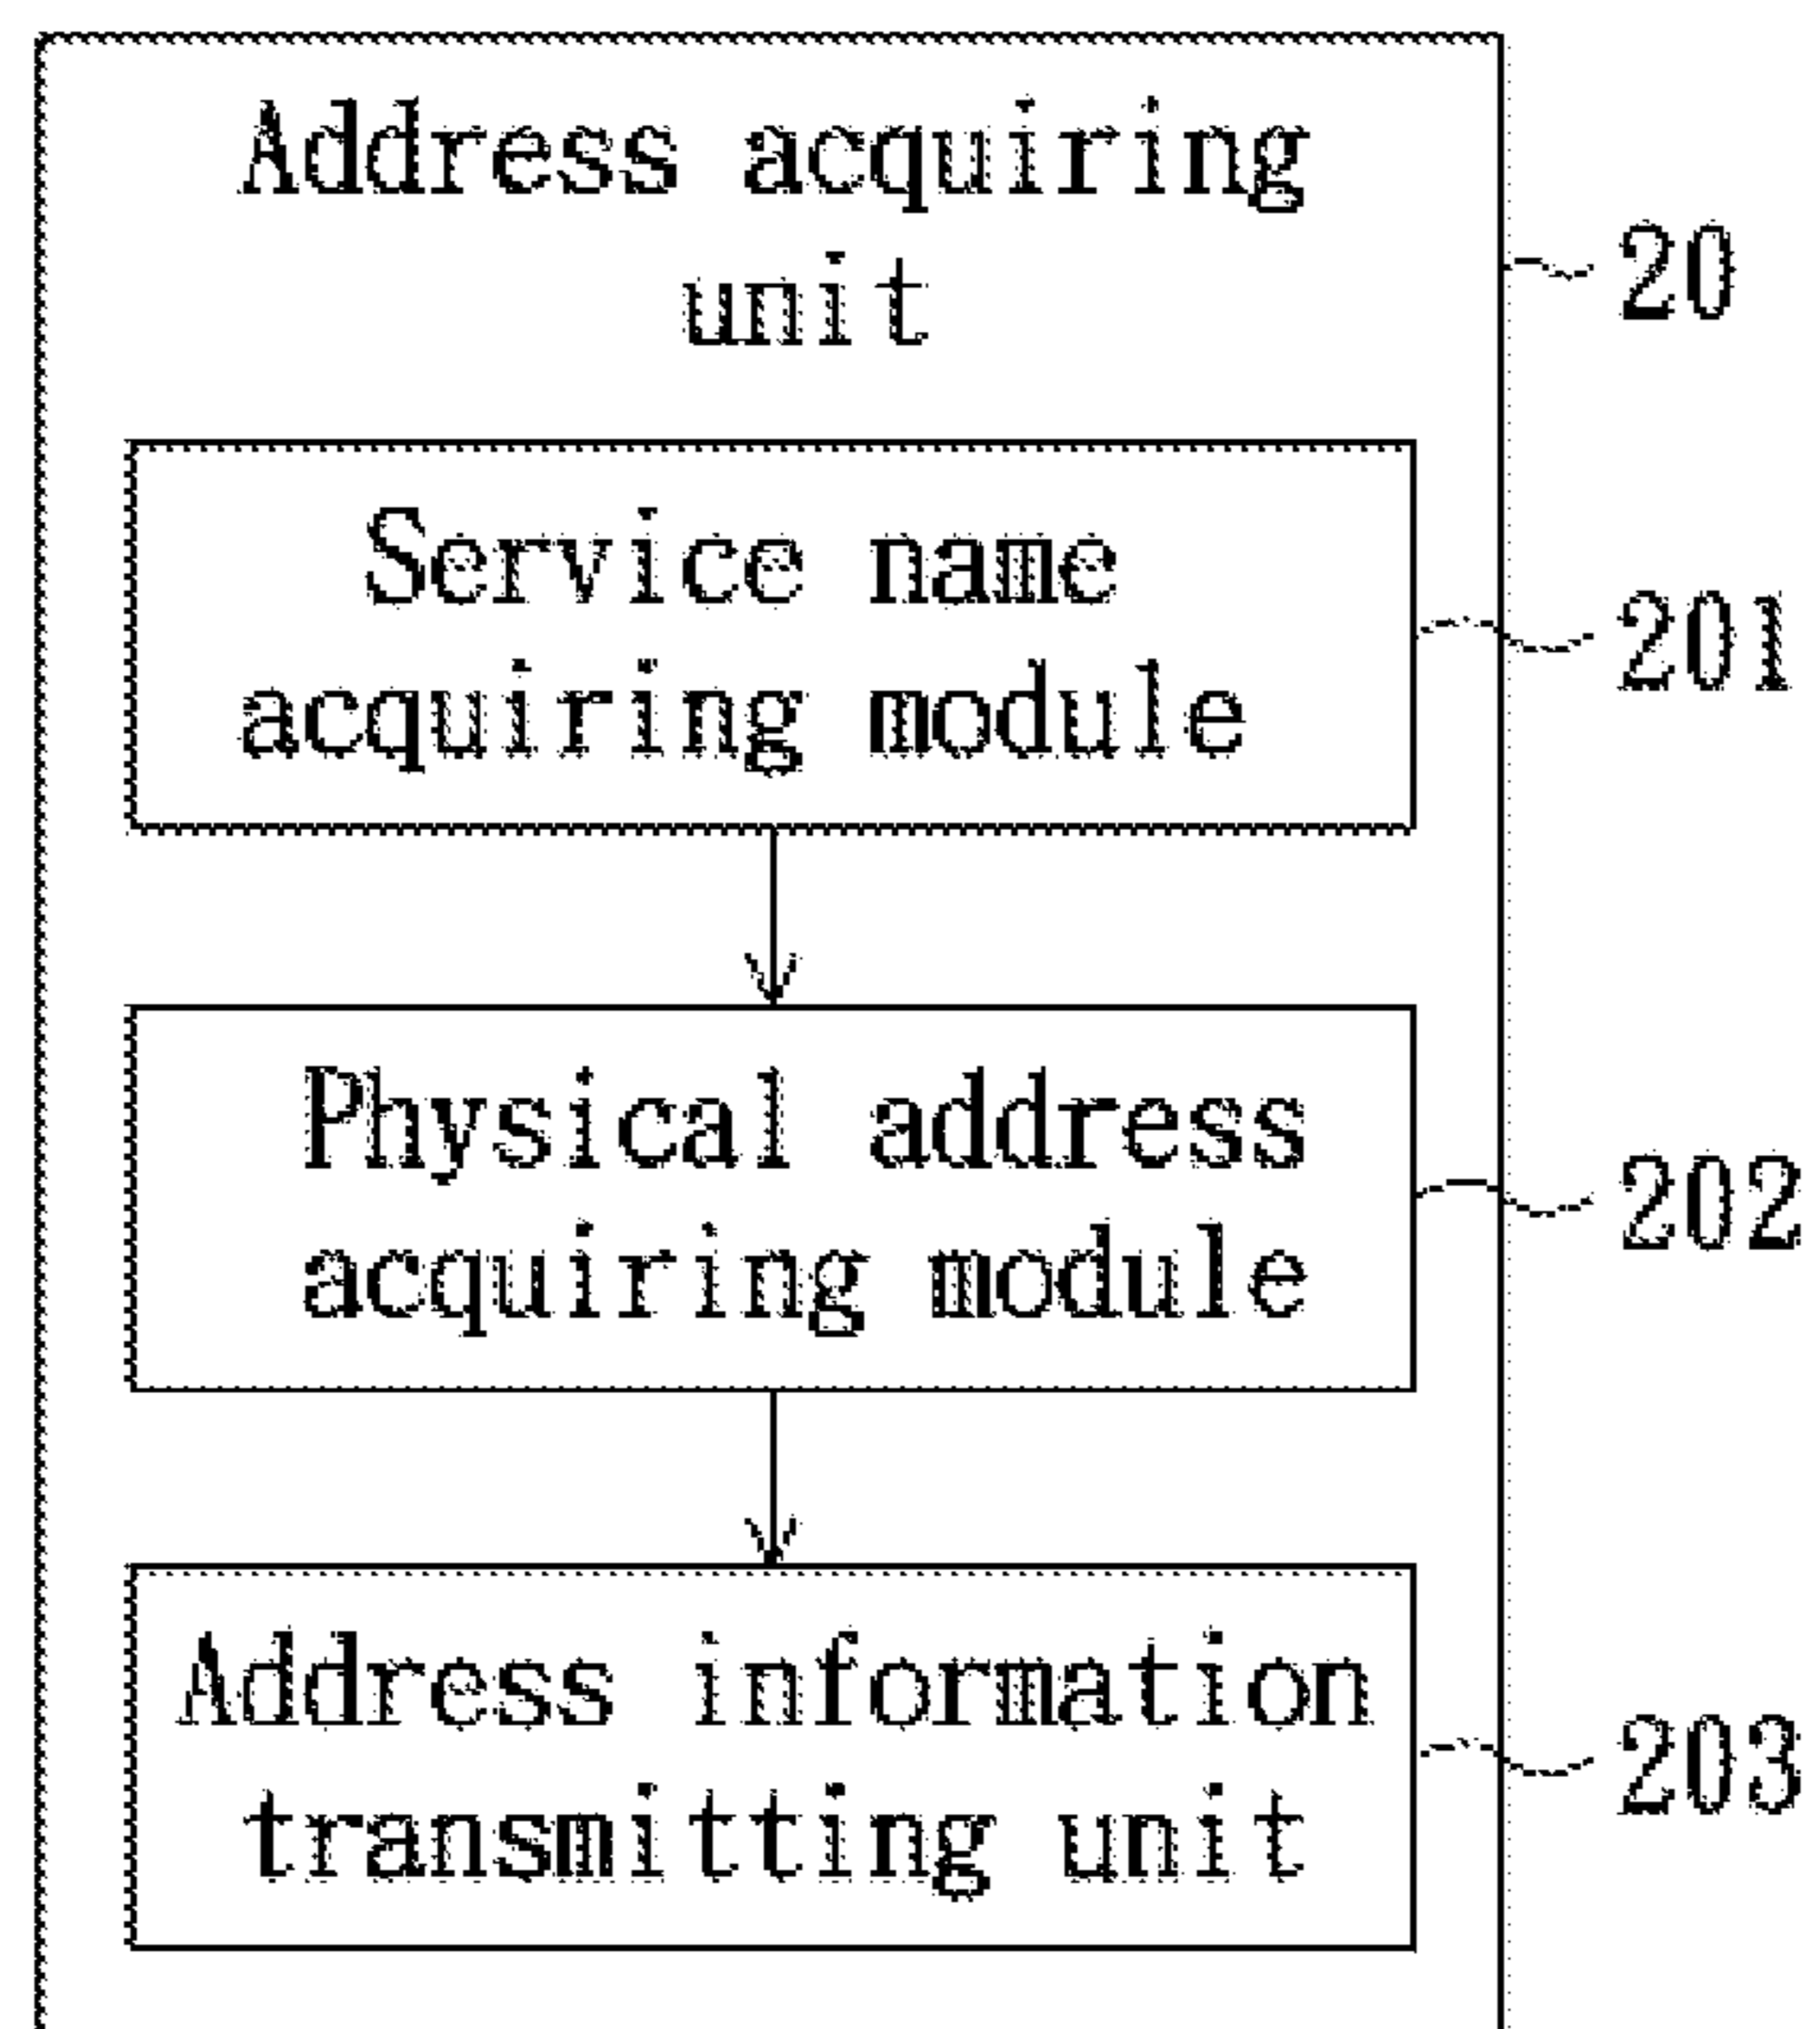 Address acquiring
unit
20
Service name
acquiring module
201
Physical address
acquiring module
202
Address information
transmitting unit
203